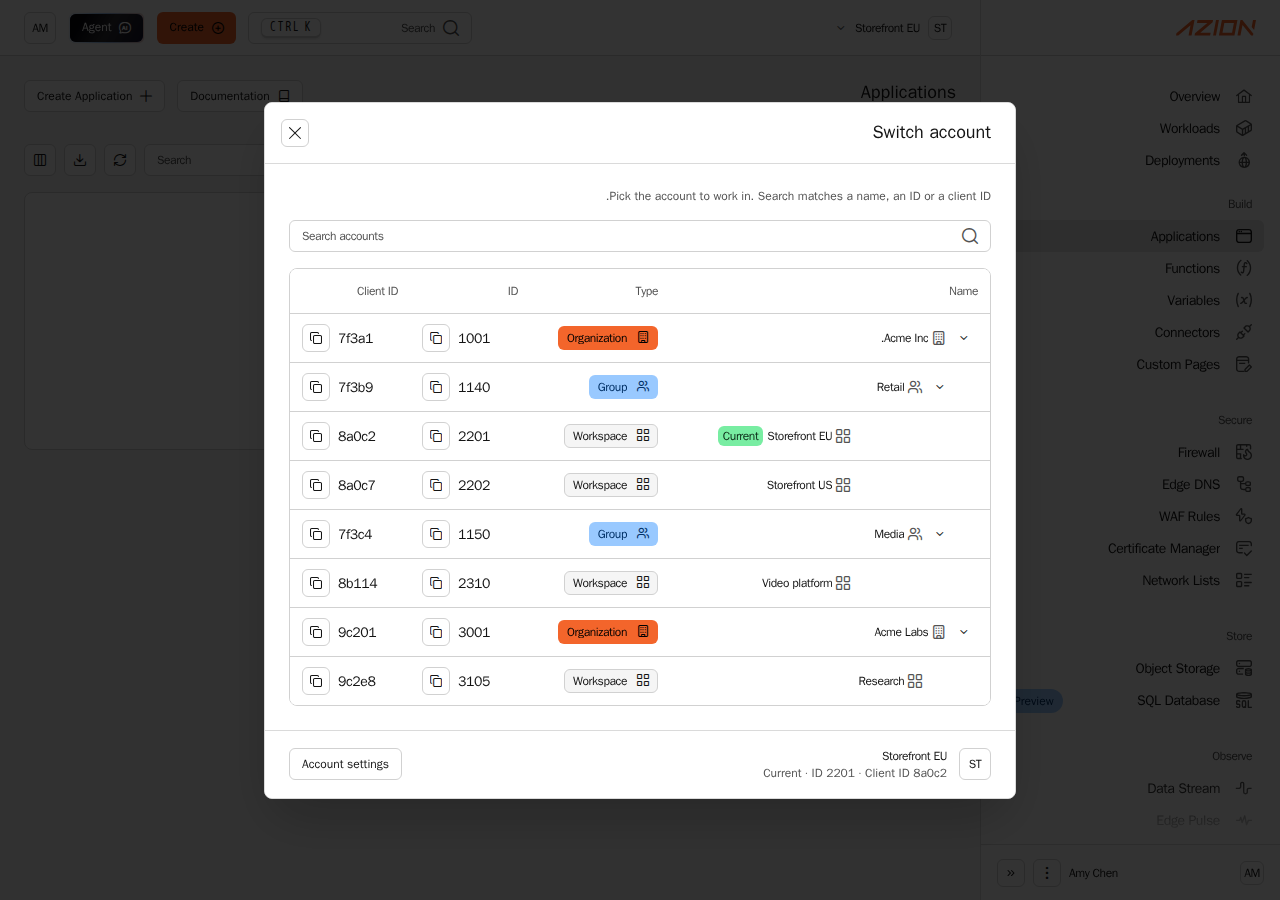 AM
Agent
Create
CTRL K
Search
Storefront EU
ST
AZION
Create Application
Documentation
Applications
Search
Overview
Workloads
Deployments
Build
Applications
Functions
Variables
Connectors
Custom Pages
Secure
Firewall
Edge DNS
WAF Rules
Certificate Manager
Network Lists
Store
Object Storage
SQL Database
Preview
Observe
Data Stream
Edge Pulse
Amy Chen
AM
Switch account
.Pick the account to work in. Search matches a name, an ID or a client ID
Search accounts
Client ID ID Type Name
7f3a1 1001 Organization .Acme Inc
7f3b9 1140 Group Retail
8a0c2 2201 Workspace Current Storefront EU
8a0c7 2202 Workspace Storefront US
7f3c4 1150 Group Media
8b114 2310 Workspace Video platform
9c201 3001 Organization Acme Labs
9c2e8 3105 Workspace Research
Account settings
Storefront EU
Current · ID 2201 · Client ID 8a0c2
ST